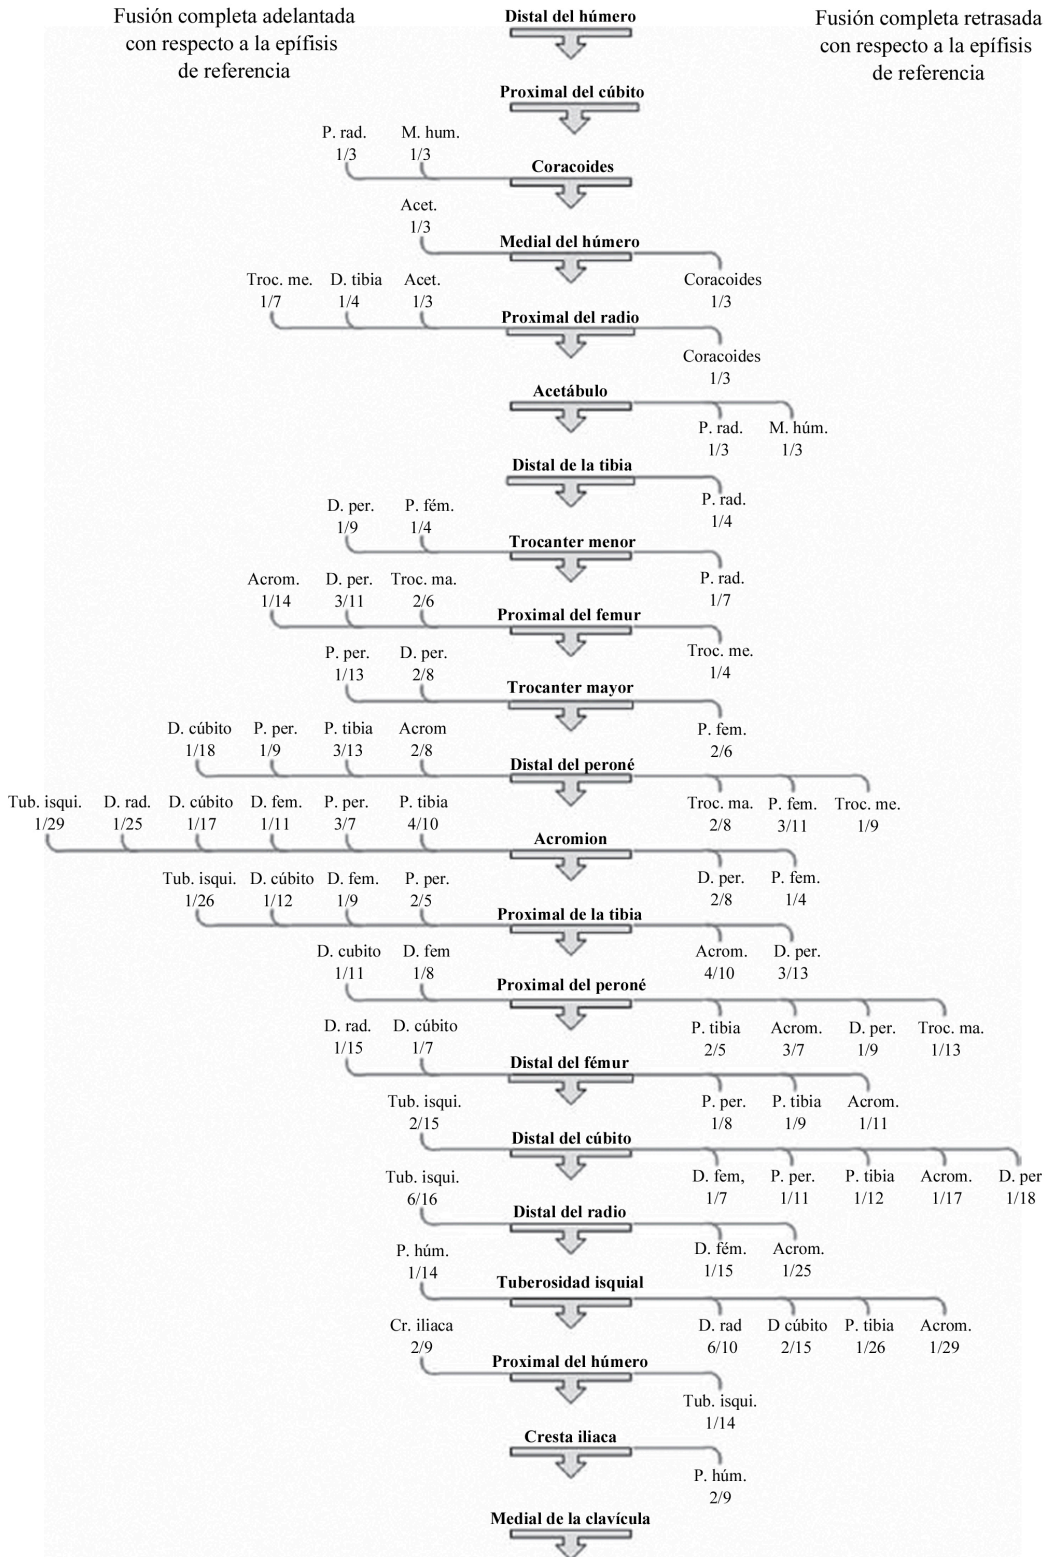 Fusión completa adelantada
con respecto a la epífisis
de referencia
Distal del húmero
Fusión completa retrasada
con respecto a la epífisis
de referencia
Proximal del cúbito
P. rad. M. hum.
1/3 1/3
Coracoides
Acet.
1/3
Medial del húmero
Coracoides
1/3
Troc. me. D. tibia Acet.
1/7 1/4 1/3
Proximal del radio
Coracoides
1/3
Acetábulo
P. rad. M. húm.
1/3 1/3
Distal de la tibia
P. rad.
1/4
D. per. P. fém.
1/9 1/4
Trocanter menor
P. rad.
1/7
Acrom. D. per. Troc. ma.
1/14 3/11 2/6
Proximal del femur
Troc. me.
1/4
P. per. D. per.
1/13 2/8
Trocanter mayor
P. fem.
2/6
D. cúbito P. per. P. tibia Acrom
1/18 1/9 3/13 2/8
Distal del peroné
Troc. ma. P. fem. Troc. me.
2/8 3/11 1/9
Tub. isqui. D. rad. D. cúbito D. fem. P. per. P. tibia
1/29 1/25 1/17 1/11 3/7 4/10
Acromion
D. per. P. fem.
2/8 1/4
Tub. isqui. D. cúbito D. fem. P. per.
1/26 1/12 1/9 2/5
Proximal de la tibia
Acrom. D. per.
4/10 3/13
D. cubito D. fem
1/11 1/8
Proximal del peroné
P. tibia Acrom. D. per. Troc. ma.
2/5 3/7 1/9 1/13
D. rad. D. cúbito
1/15 1/7
Distal del fémur
P. per. P. tibia Acrom.
1/8 1/9 1/11
Tub. isqui.
2/15
Distal del cúbito
D. fem, P. per. P. tibia Acrom. D. per
1/7 1/11 1/12 1/17 1/18
Tub. isqui.
6/16
Distal del radio
D. fém. Acrom.
1/15 1/25
P. húm.
1/14
Tuberosidad isquial
D. rad D cúbito P. tibia Acrom.
6/10 2/15 1/26 1/29
Cr. iliaca
2/9
Proximal del húmero
Tub. isqui.
1/14
Cresta iliaca
P. húm.
2/9
Medial de la clavícula